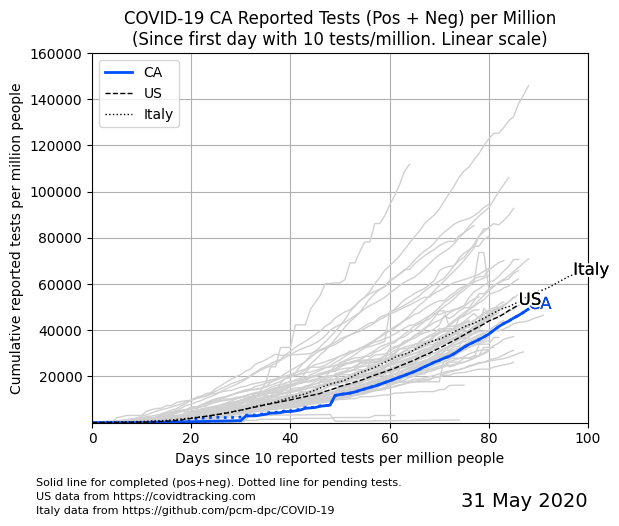 COVID-19 CA Reported Tests (Pos + Neg) per Million
(Since first day with 10 tests/million. Linear scale)
Cumulative reported tests per million people
160000
140000
120000
100000
80000
60000
40000
20000
CA
US
Italy
Italy
US
CA
0
20
40
60
80
100
Days since 10 reported tests per million people
Solid line for completed (pos+neg). Dotted line for pending tests.
US data from https://covidtracking.com
Italy data from https://github.com/pcm-dpc/COVID-19
31 May 2020